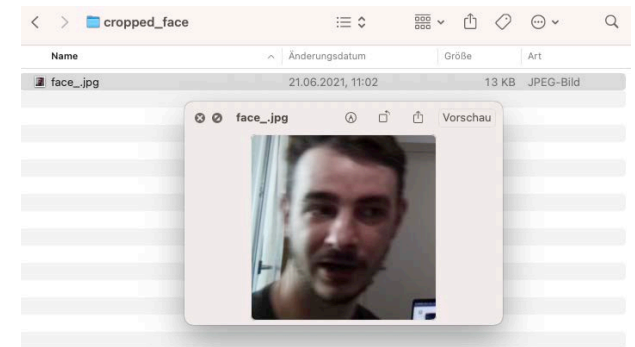 cropped_face
Name Änderungsdatum Größe Art
face_.jpg 21.06.2021, 11:02 13 KB JPEG-Bild
face_.jpg Vorschau